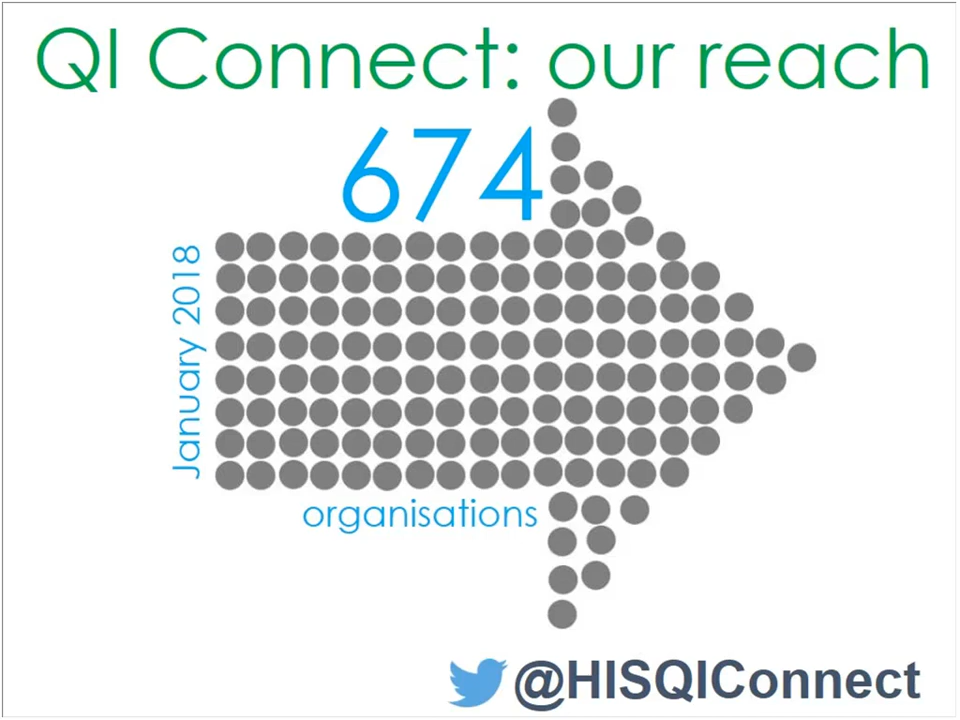 QI Connect: our reach
674
January 2018
organisations
@HISQIConnect